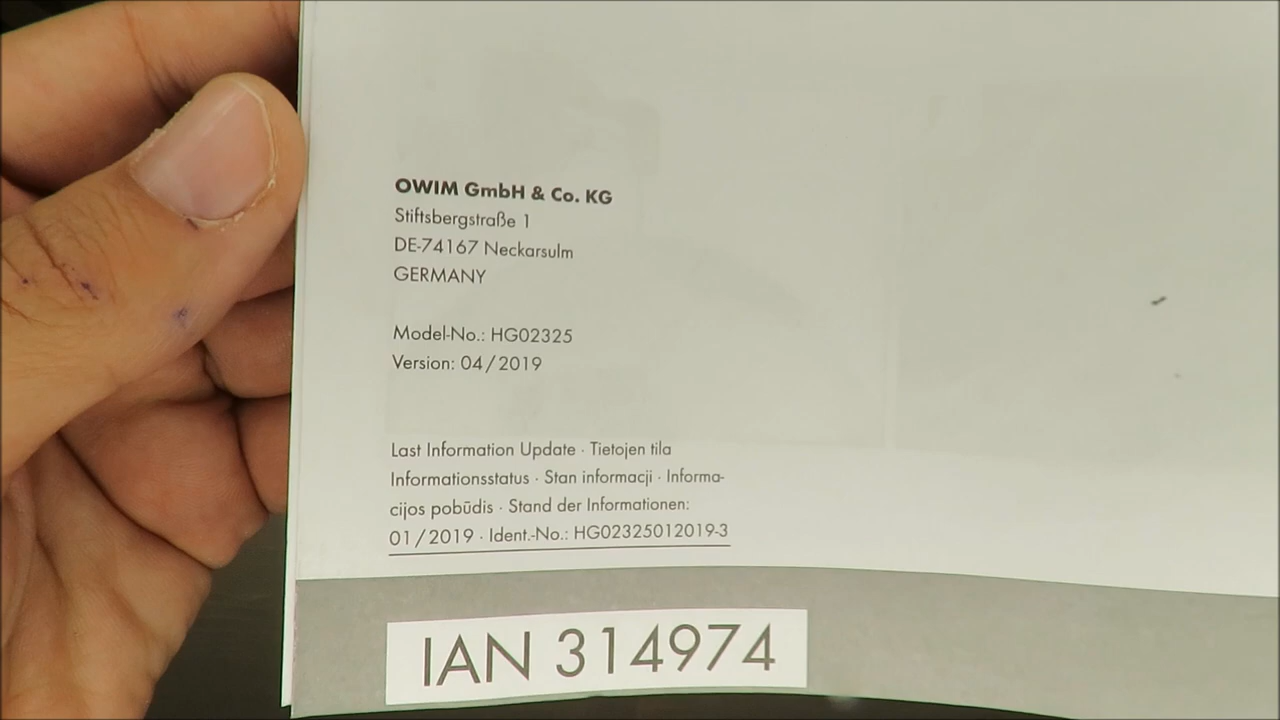 OWIM GmbH & Co. KG
Stiftsbergstraße 1
DE-74167 Neckarsulm
GERMANY
Model-No.: HG02325
Version: 04/2019
Last Information Update · Tietojen tila
Informationsstatus · Stan informacji · Informa-
cijos pobūdis · Stand der Informationen:
01/2019 · Ident.-No.: HG02325012019-3
IAN 314974